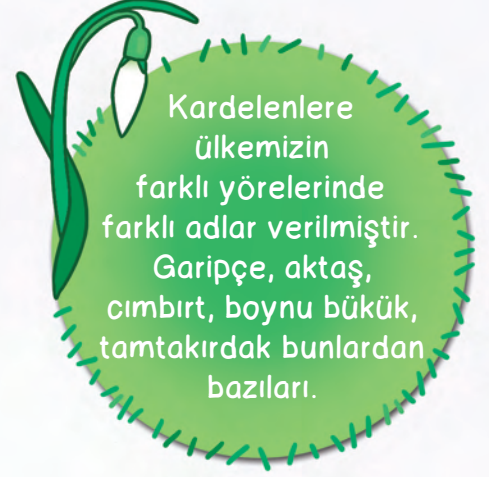 Kardelenlere
ülkemizin
farklı yörelerinde
farklı adlar verilmiştir.
Garipçe, aktaş,
cımbırt, boynu bükük,
tamtakırdak bunlardan
bazıları.